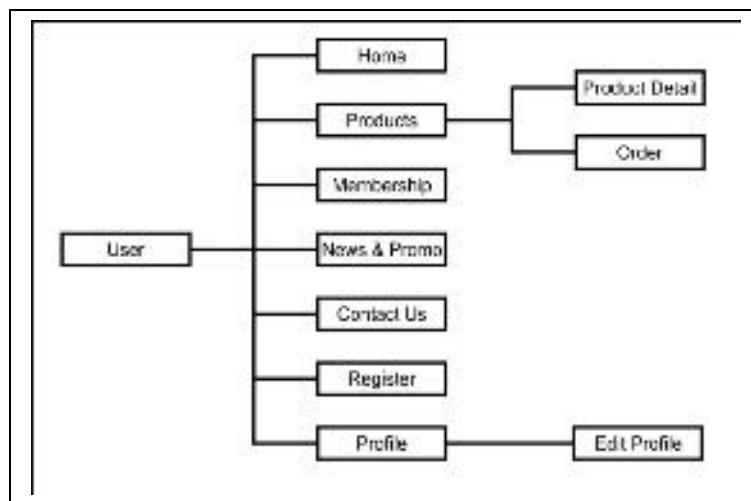 Home
Products
Product Detail
Order
Membership
User
News & Promo
Contact Us
Register
Profile
Edit Profile